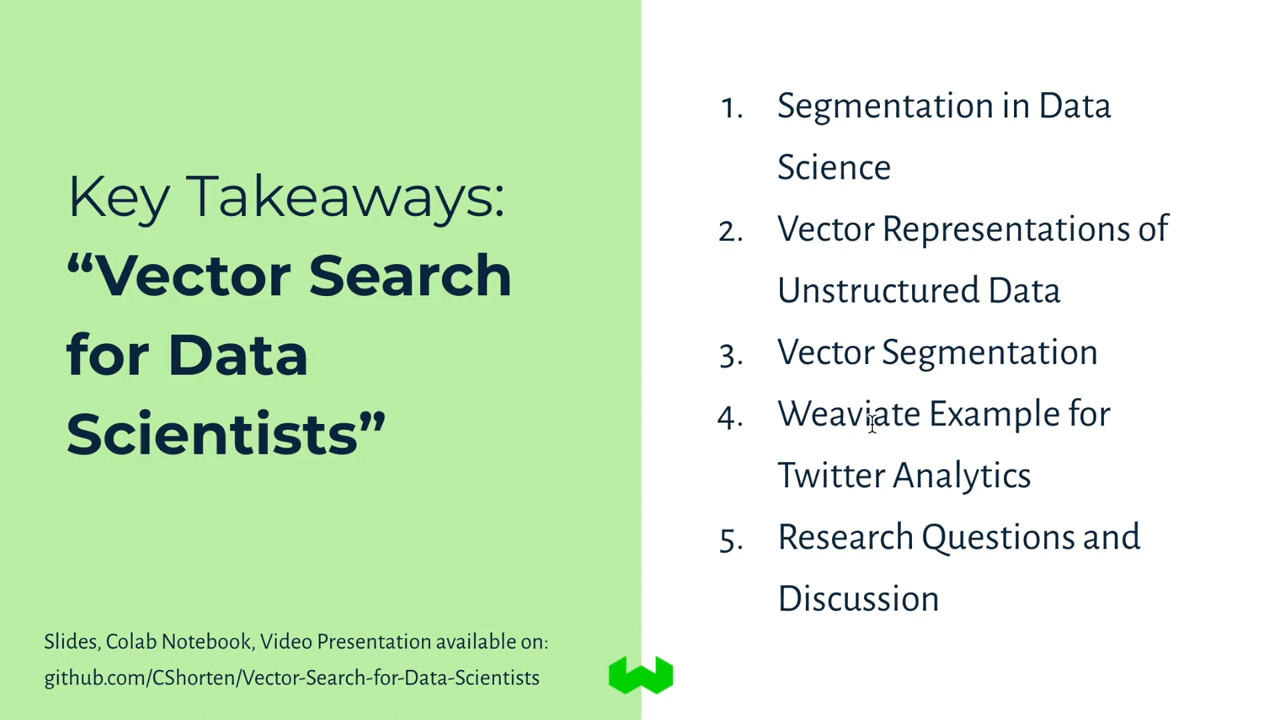 Key Takeaways:
“Vector Search
for Data
Scientists”
Slides, Colab Notebook, Video Presentation available on:
github.com/CShorten/Vector-Search-for-Data-Scientists
1. Segmentation in Data
Science
2. Vector Representations of
Unstructured Data
3. Vector Segmentation
4. Weaviate Example for
Twitter Analytics
5. Research Questions and
Discussion